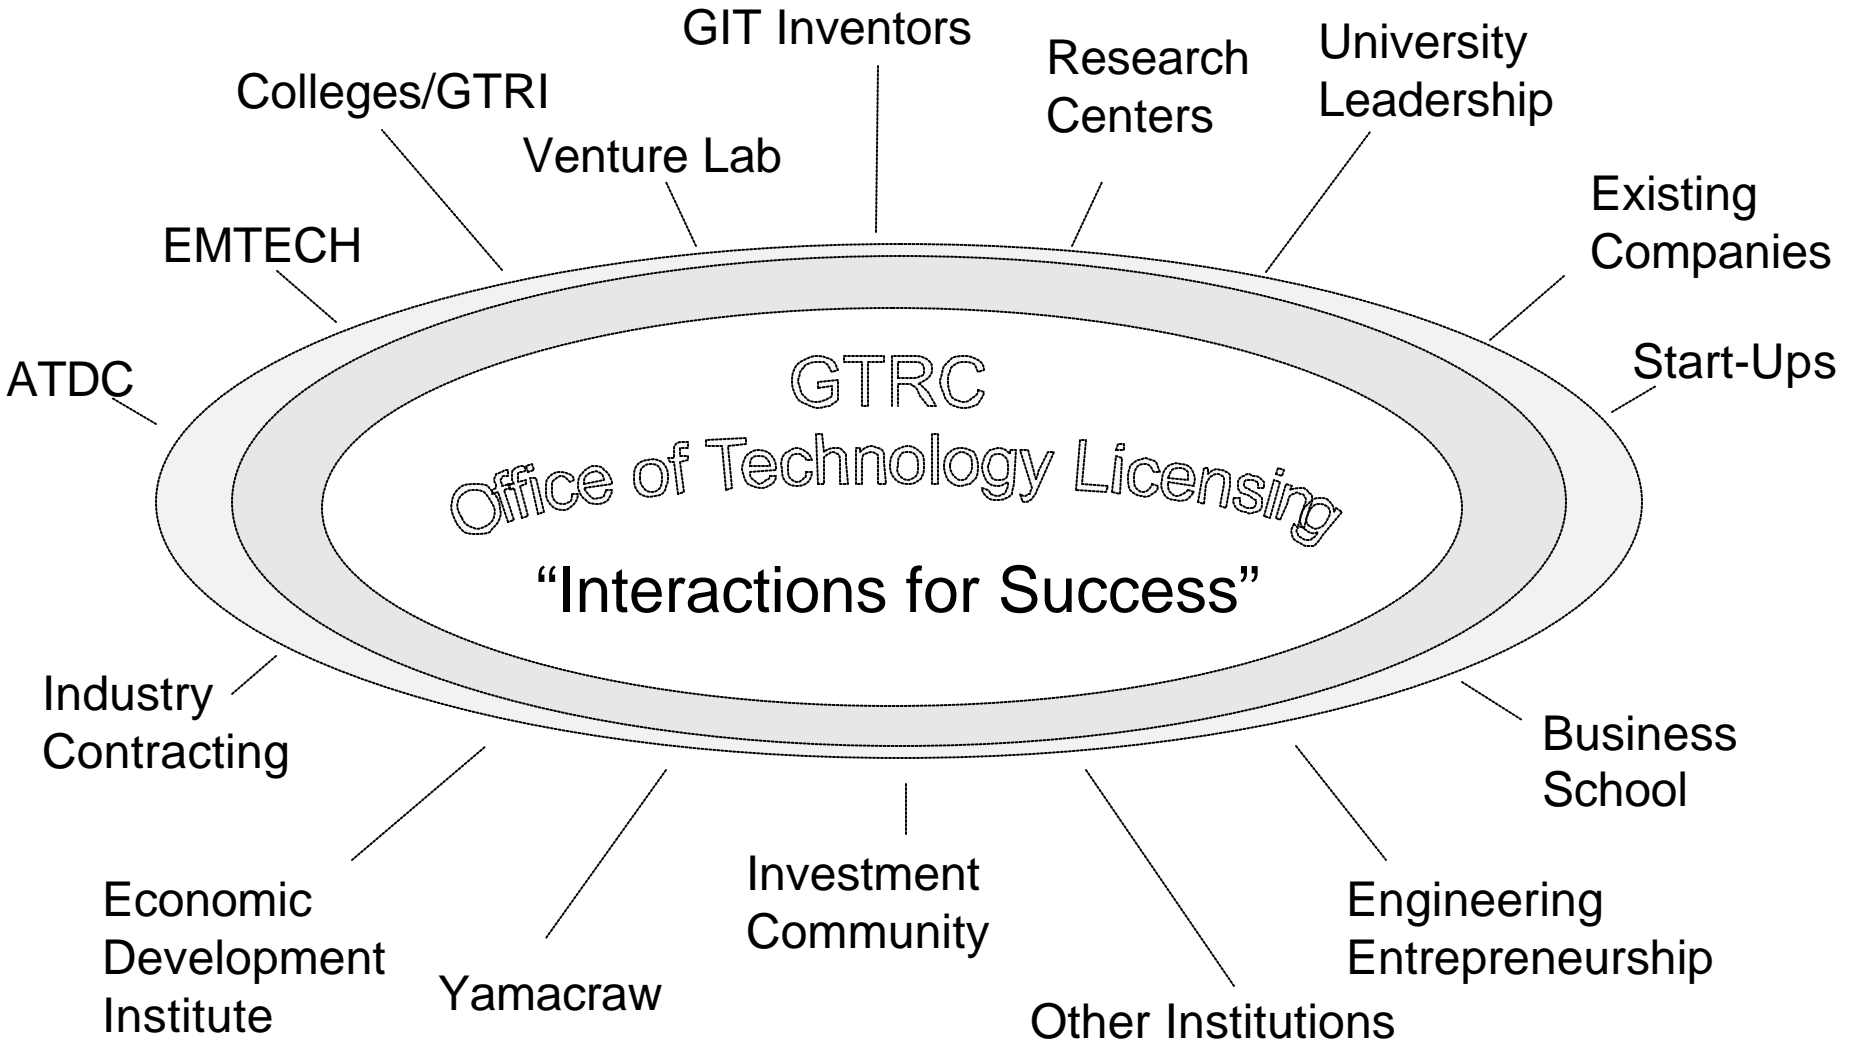 GIT Inventors
Research
Centers
University
Leadership
Colleges/GTRI
Venture Lab
Existing
Companies
EMTECH
Start-Ups
ATDC
GTRC
Office of Technology Licensing
“Interactions for Success”
Industry
Contracting
Business
School
Economic
Development
Institute
Yamacraw
Investment
Community
Engineering
Entrepreneurship
Other Institutions